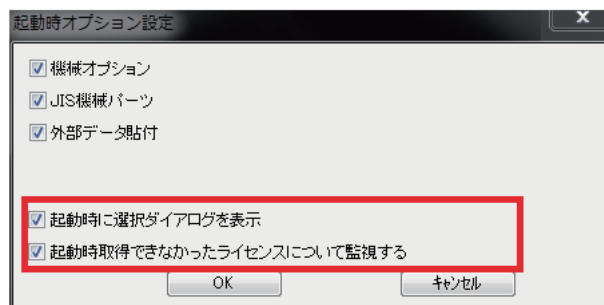 起動時オプション設定
x
機械オプション
JIS機械パーツ
外部データ貼付
起動時に選択ダイアログを表示
起動時取得できなかったライセンスについて監視する
OK
キャンセル